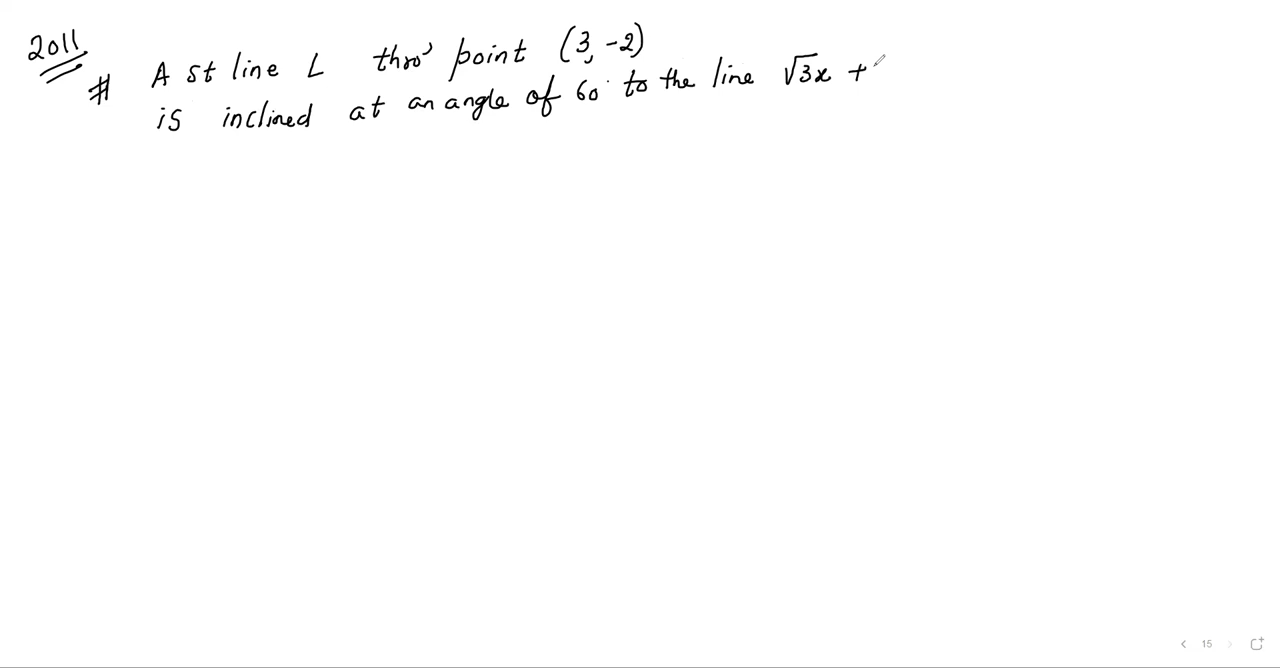 2011
# A st line L thro' point (3, -2)
is inclined at an angle of 60° to the line √3x +
15